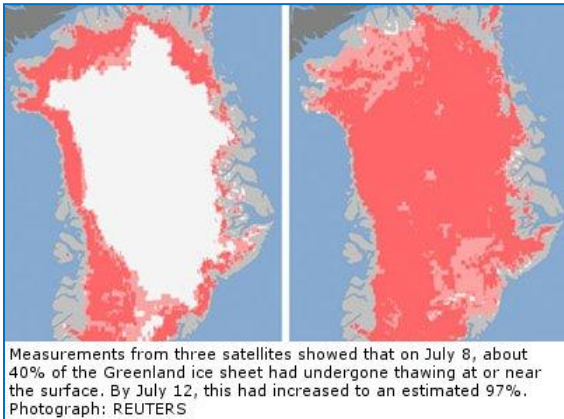 Measurements from three satellites showed that on July 8, about
40% of the Greenland ice sheet had undergone thawing at or near
the surface. By July 12, this had increased to an estimated 97%.
Photograph: REUTERS